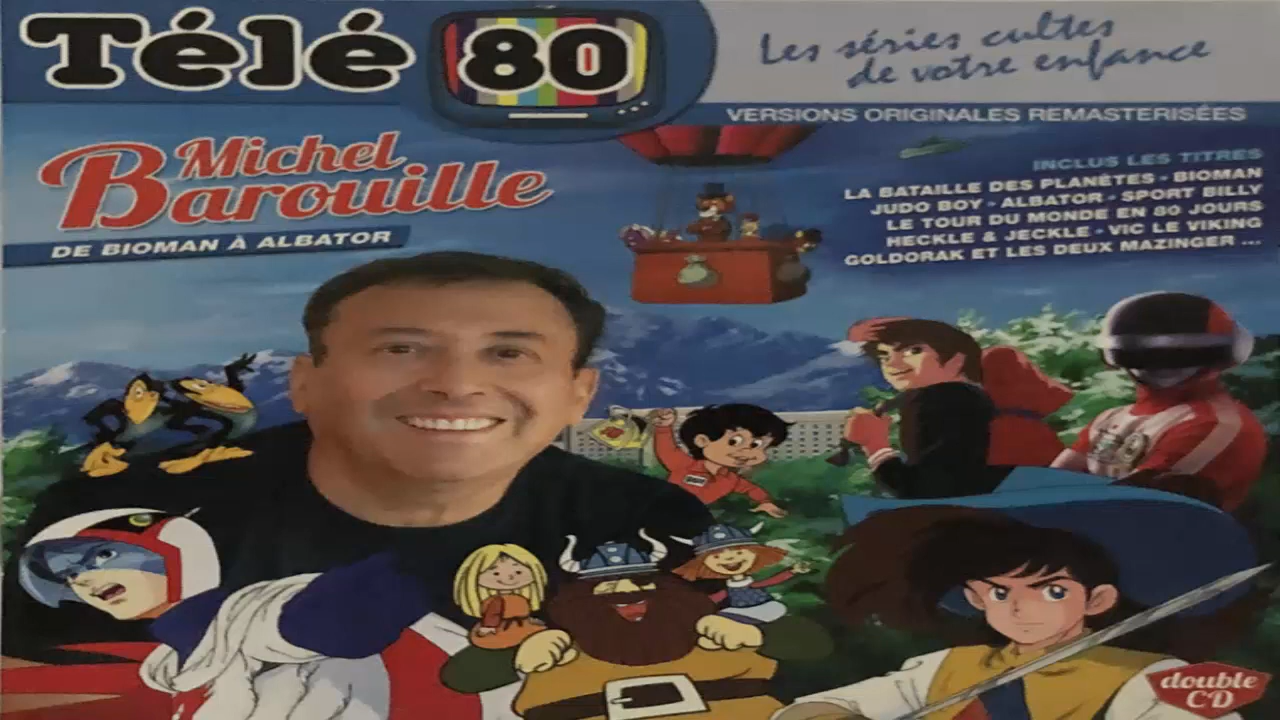 Télé 80
Les séries cultes
de votre enfance
VERSIONS ORIGINALES REMASTERISÉES
Michel
Barouille
DE BIOMAN À ALBATOR
INCLUS LES TITRES
LA BATAILLE DES PLANÈTES - BIOMAN
JUDO BOY - ALBATOR - SPORT BILLY
LE TOUR DU MONDE EN 80 JOURS
HECKLE & JECKLE - VIC LE VIKING
GOLDORAK ET LES DEUX MAZINGER ...
double
CD